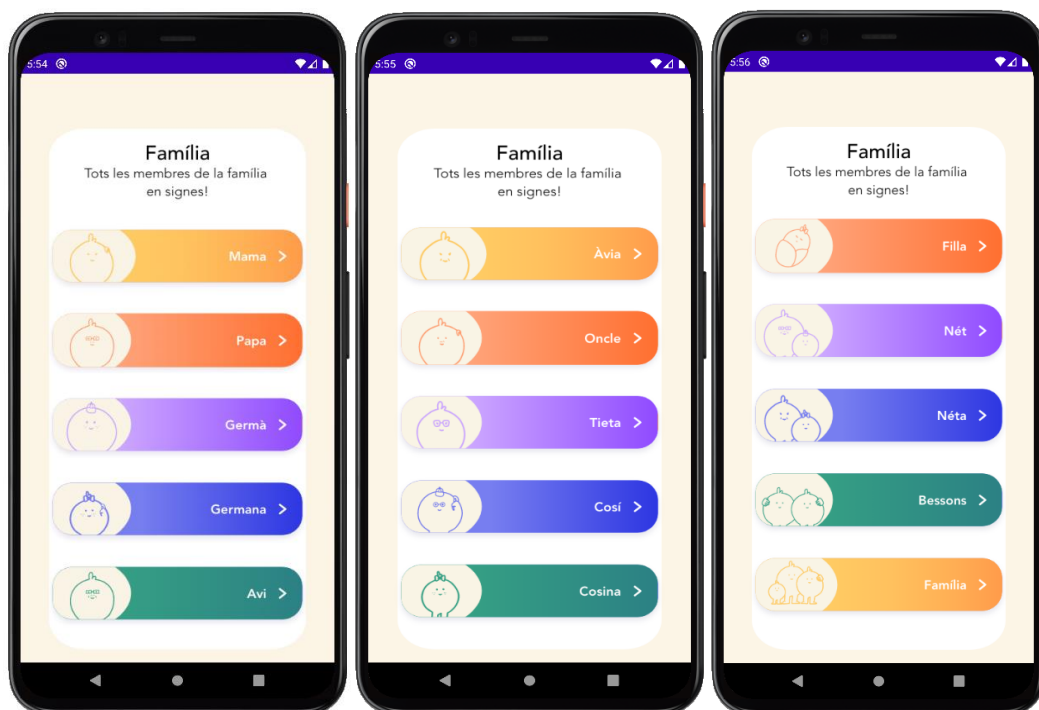 5:54
Família
Tots les membres de la família
en signes!
Mama
Papa
Germà
Germana
Avi
5:55
Família
Tots les membres de la família
en signes!
Àvia
Oncle
Tieta
Cosí
Cosina
5:56
Família
Tots les membres de la família
en signes!
Filla
Nét
Néta
Bessons
Família